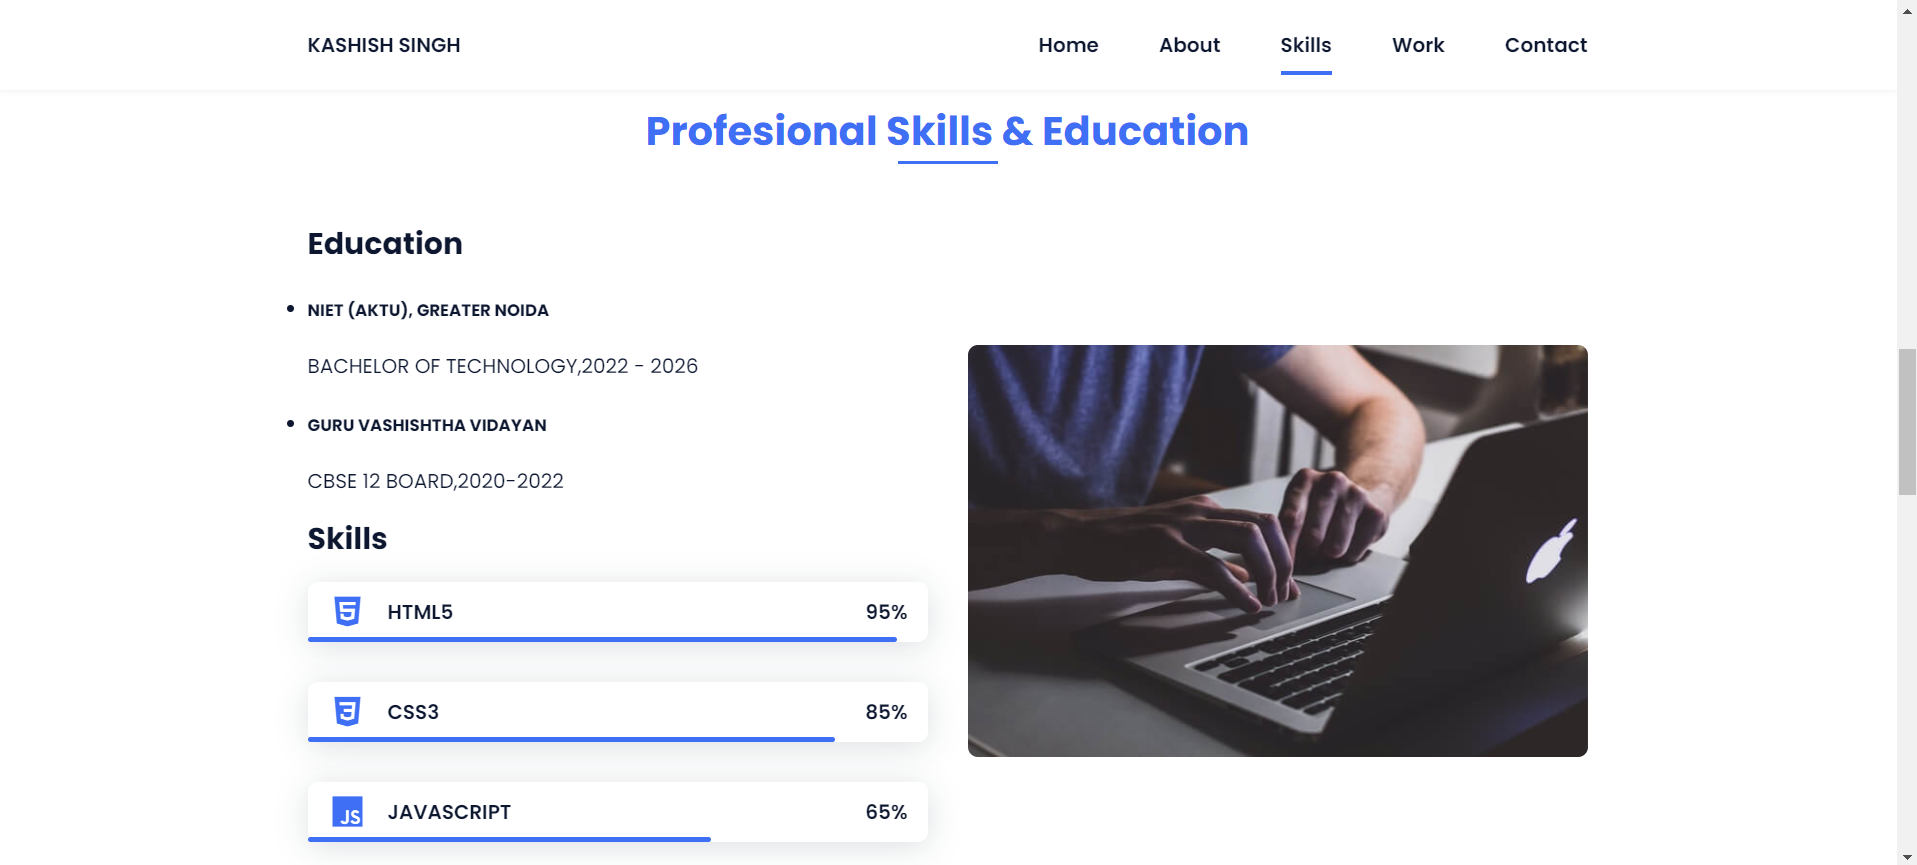 KASHISH SINGH
Home About Skills Work Contact
Profesional Skills & Education
Education
NIET (AKTU), GREATER NOIDA
BACHELOR OF TECHNOLOGY,2022 - 2026
GURU VASHISHTHA VIDAYAN
CBSE 12 BOARD,2020-2022
Skills
HTML5 95%
CSS3 85%
JS JAVASCRIPT 65%